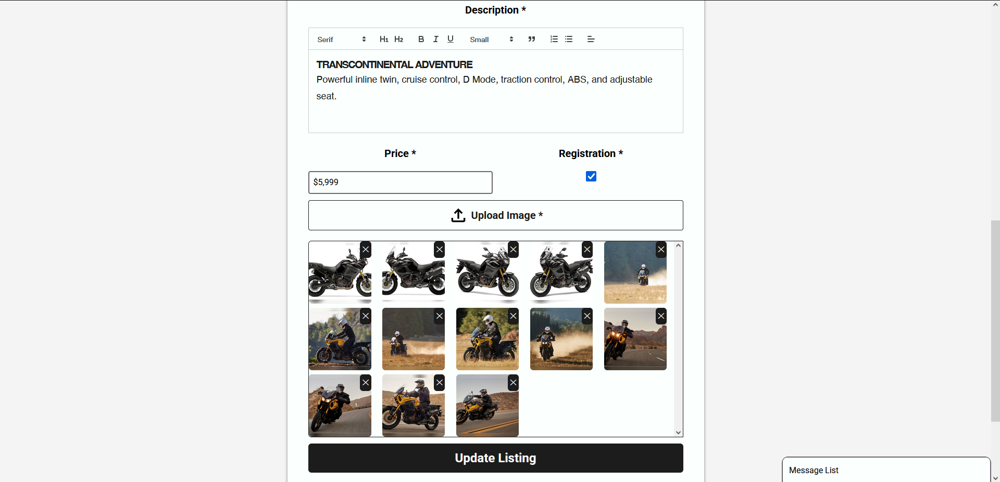 Description *
Serif H1 H2 B I U Small
TRANSCONTINENTAL ADVENTURE
Powerful inline twin, cruise control, D Mode, traction control, ABS, and adjustable
seat.
Price * Registration *
$5,999
Upload Image *
Update Listing
Message List